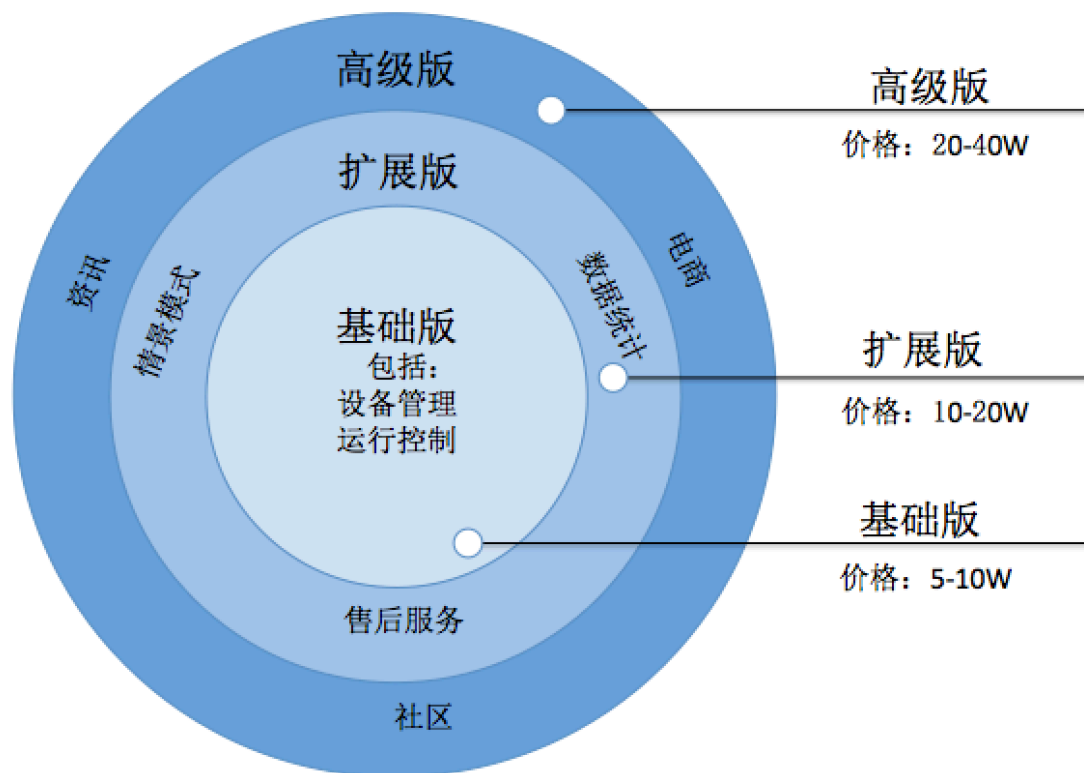 高级版
扩展版
资讯
情景模式
数据统计
电商
基础版
包括：
设备管理
运行控制
售后服务
社区
高级版
价格：20-40W
扩展版
价格：10-20W
基础版
价格：5-10W